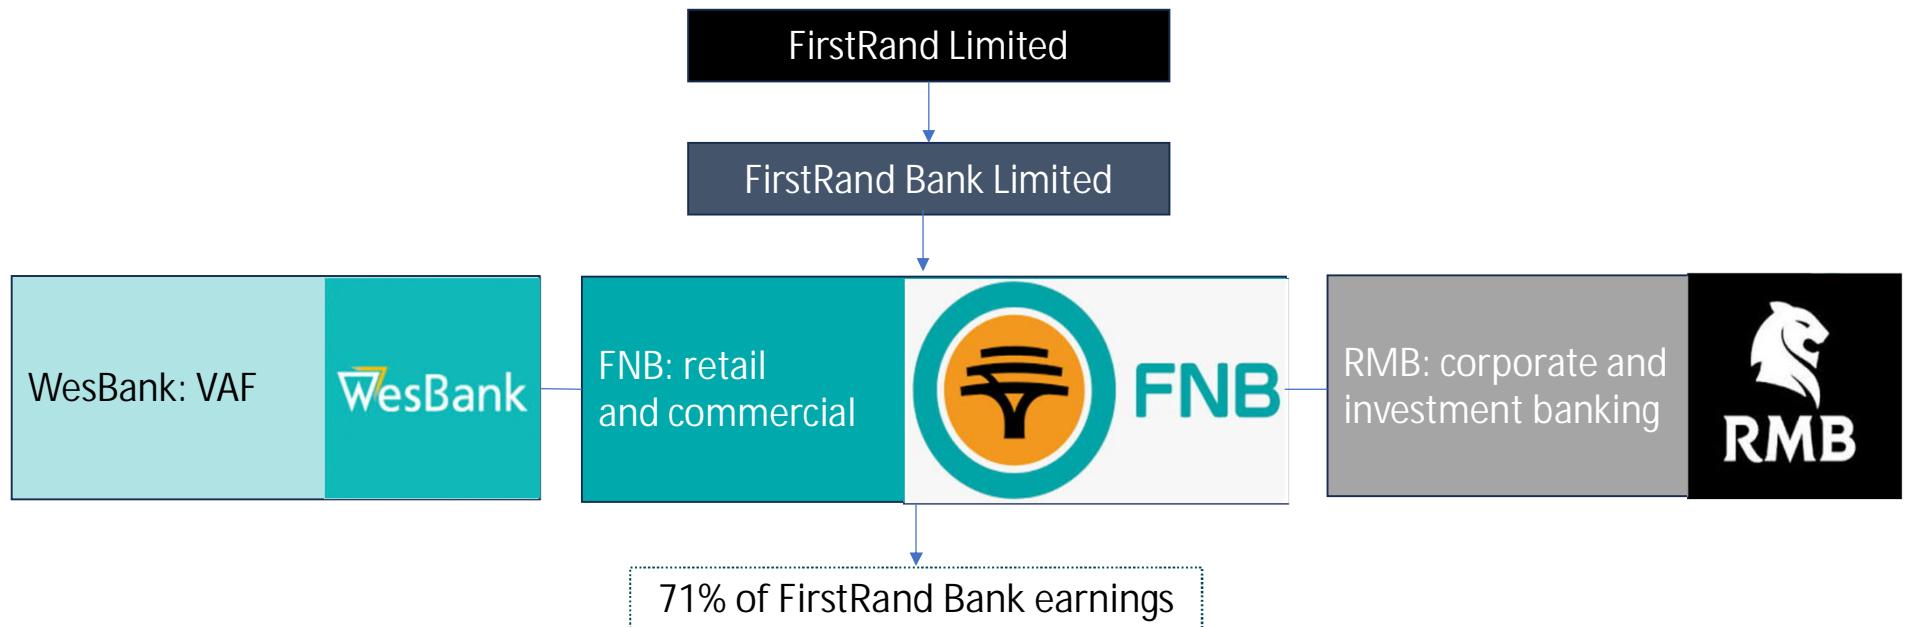 FirstRand Limited
FirstRand Bank Limited
WesBank: VAF
WesBank
FNB: retail
and commercial
FNB
RMB: corporate and
investment banking
RMB
71% of FirstRand Bank earnings